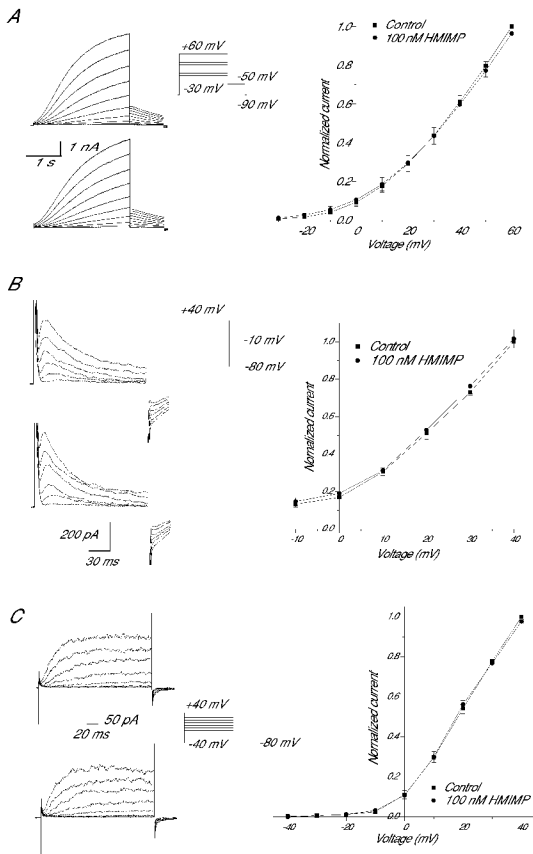 A
+60 mV
-50 mV
-30 mV
-90 mV
1 nA
1 s
Control
100 nM HMIMP
Normalized current
1.0
0.8
0.6
0.4
0.2
0.0
-20 0 20 40 60
Voltage (mV)
B
+40 mV
-10 mV
-80 mV
200 pA
30 ms
Control
100 nM HMIMP
Normalized current
1.0
0.8
0.6
0.4
0.2
0.0
-10 0 10 20 30 40
Voltage (mV)
C
+40 mV
-40 mV
-80 mV
50 pA
20 ms
Normalized current
1.0
0.8
0.6
0.4
0.2
0.0
Control
100 nM HMIMP
-40 -20 0 20 40
Voltage (mV)